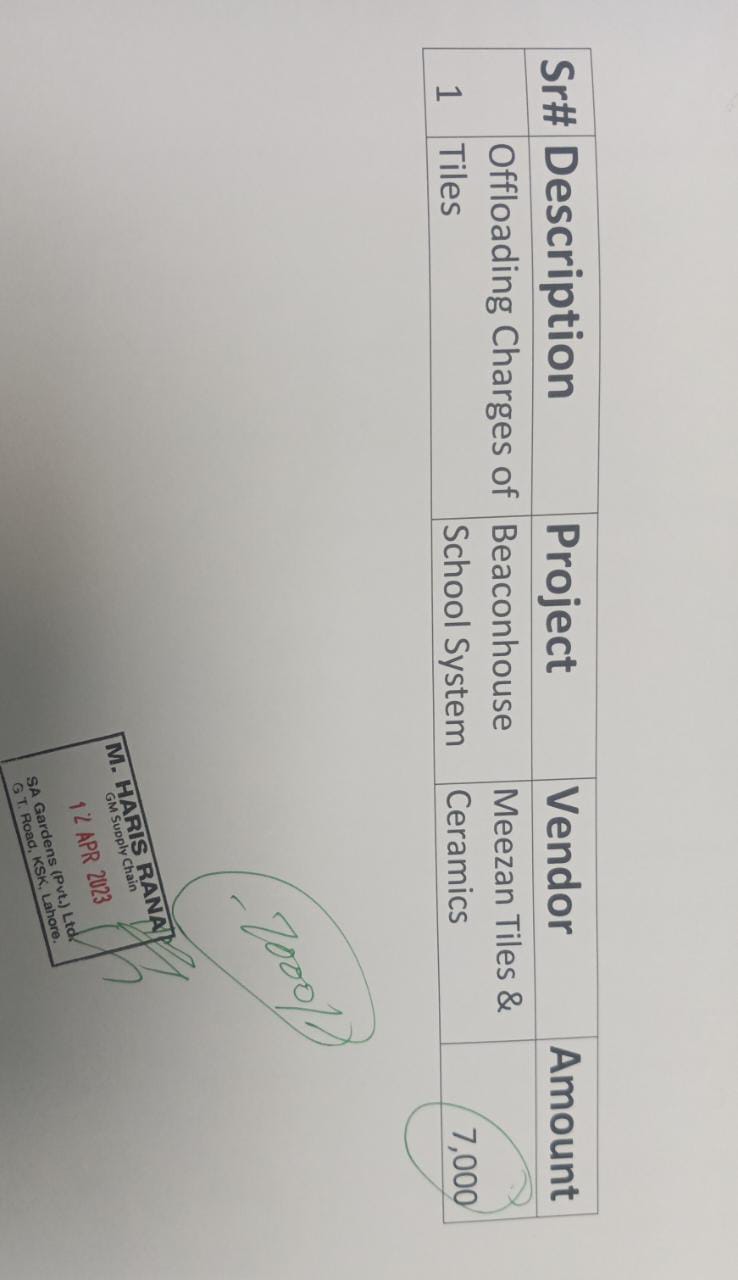 Sr# Description Project Vendor Amount
1 Offloading Charges of Tiles Beaconhouse School System Meezan Tiles & Ceramics 7,000
7000/-
M. HARIS RANA
GM Supply Chain
12 APR 2023
SA Gardens (Pvt.) Ltd.
G T. Road, KSK, Lahore.